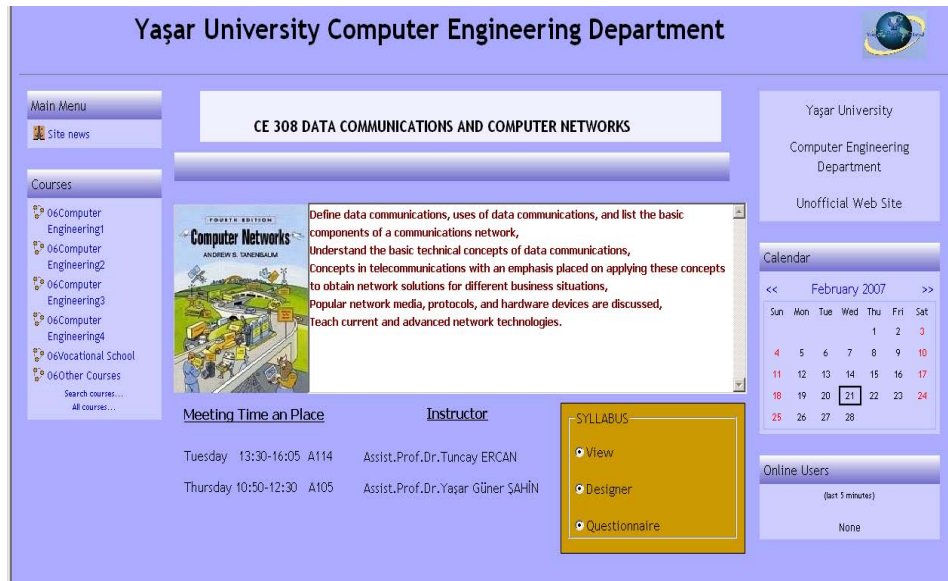 Yaşar University Computer Engineering Department
Main Menu
Site news
Courses
06Computer
Engineering1
06Computer
Engineering2
06Computer
Engineering3
06Computer
Engineering4
06Vocational School
06Other Courses
Search courses...
All courses...
CE 308 DATA COMMUNICATIONS AND COMPUTER NETWORKS
FOURTH EDITION
Computer Networks
ANDREW S. TANENBAUM
Define data communications, uses of data communications, and list the basic
components of a communications network,
Understand the basic technical concepts of data communications,
Concepts in telecommunications with an emphasis placed on applying these concepts
to obtain network solutions for different business situations,
Popular network media, protocols, and hardware devices are discussed,
Teach current and advanced network technologies.
Meeting Time an Place
Tuesday 13:30-16:05 A114
Thursday 10:50-12:30 A105
Instructor
Assist.Prof.Dr.Tuncay ERCAN
Assist.Prof.Dr.Yaşar Güner ŞAHİN
SYLLABUS
View
Designer
Questionnaire
Yaşar University
Computer Engineering
Department
Unofficial Web Site
Calendar
<< February 2007 >>
Sun Mon Tue Wed Thu Fri Sat
1 2 3
4 5 6 7 8 9 10
11 12 13 14 15 16 17
18 19 20 21 22 23 24
25 26 27 28
Online Users
(last 5 minutes)
None